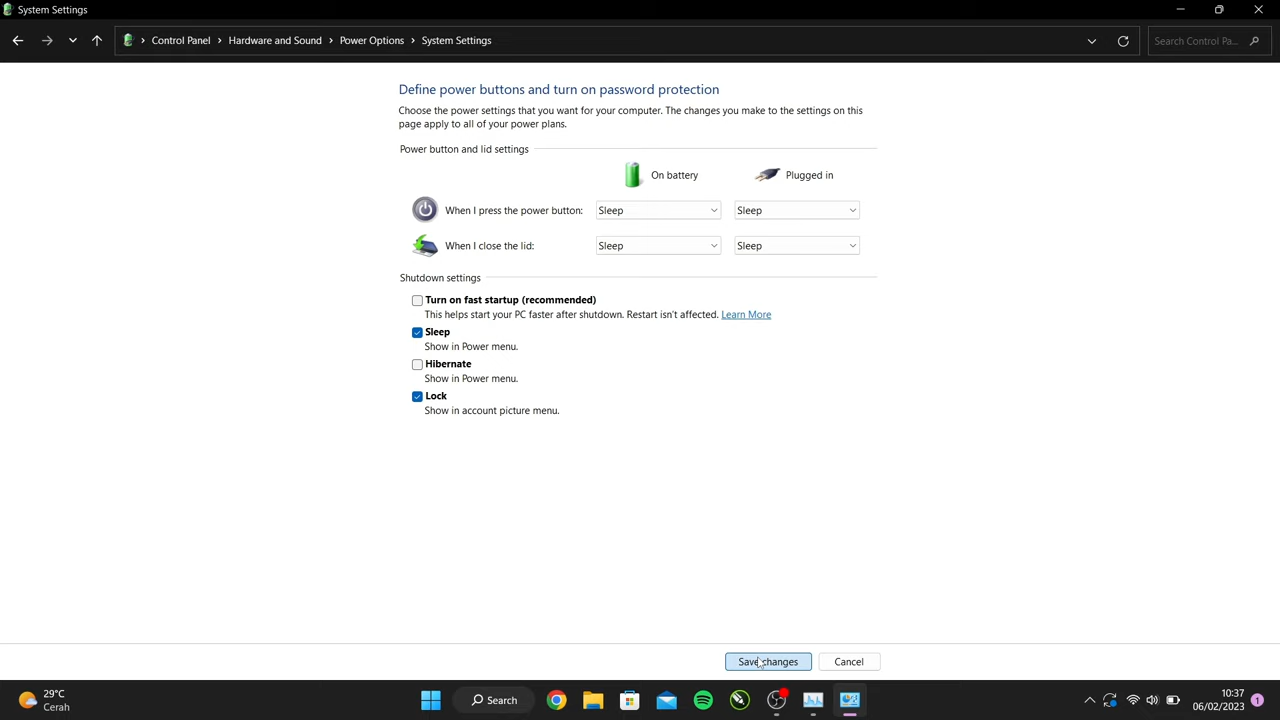 System Settings
Control Panel > Hardware and Sound > Power Options > System Settings
Search Control Pa...
Define power buttons and turn on password protection
Choose the power settings that you want for your computer. The changes you make to the settings on this
page apply to all of your power plans.
Power button and lid settings
On battery Plugged in
When I press the power button: Sleep Sleep
When I close the lid: Sleep Sleep
Shutdown settings
Turn on fast startup (recommended)
This helps start your PC faster after shutdown. Restart isn't affected. Learn More
Sleep
Show in Power menu.
Hibernate
Show in Power menu.
Lock
Show in account picture menu.
Save changes Cancel
29°C
Cerah
Search
10:37
06/02/2023
1